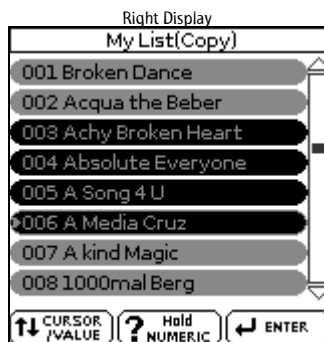 Right Display
My List(Copy)
001 Broken Dance
002 Acqua the Beber
003 Achy Broken Heart
004 Absolute Everyone
005 A Song 4 U
006 A Media Cruz
007 A kind Magic
008 1000mal Berg
CURSOR /VALUE ? Hold NUMERIC ENTER